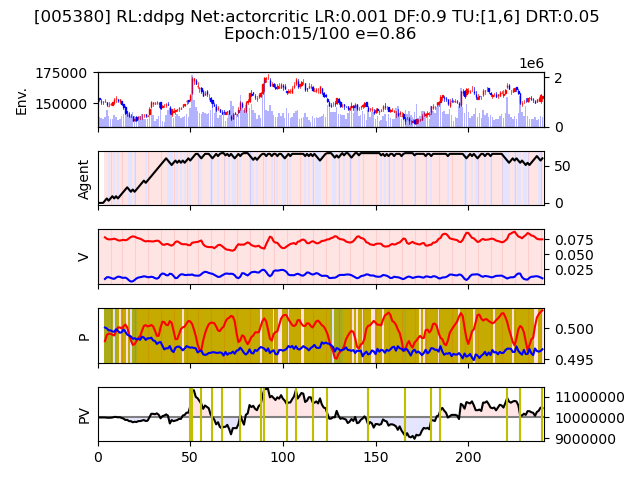 [005380] RL:ddpg Net:actorcritic LR:0.001 DF:0.9 TU:[1,6] DRT:0.05
Epoch:015/100 e=0.86
1e6
175000
150000
Env.
2
0
Agent
50
0
V
0.075
0.050
0.025
P
0.500
0.495
PV
11000000
10000000
9000000
0 50 100 150 200